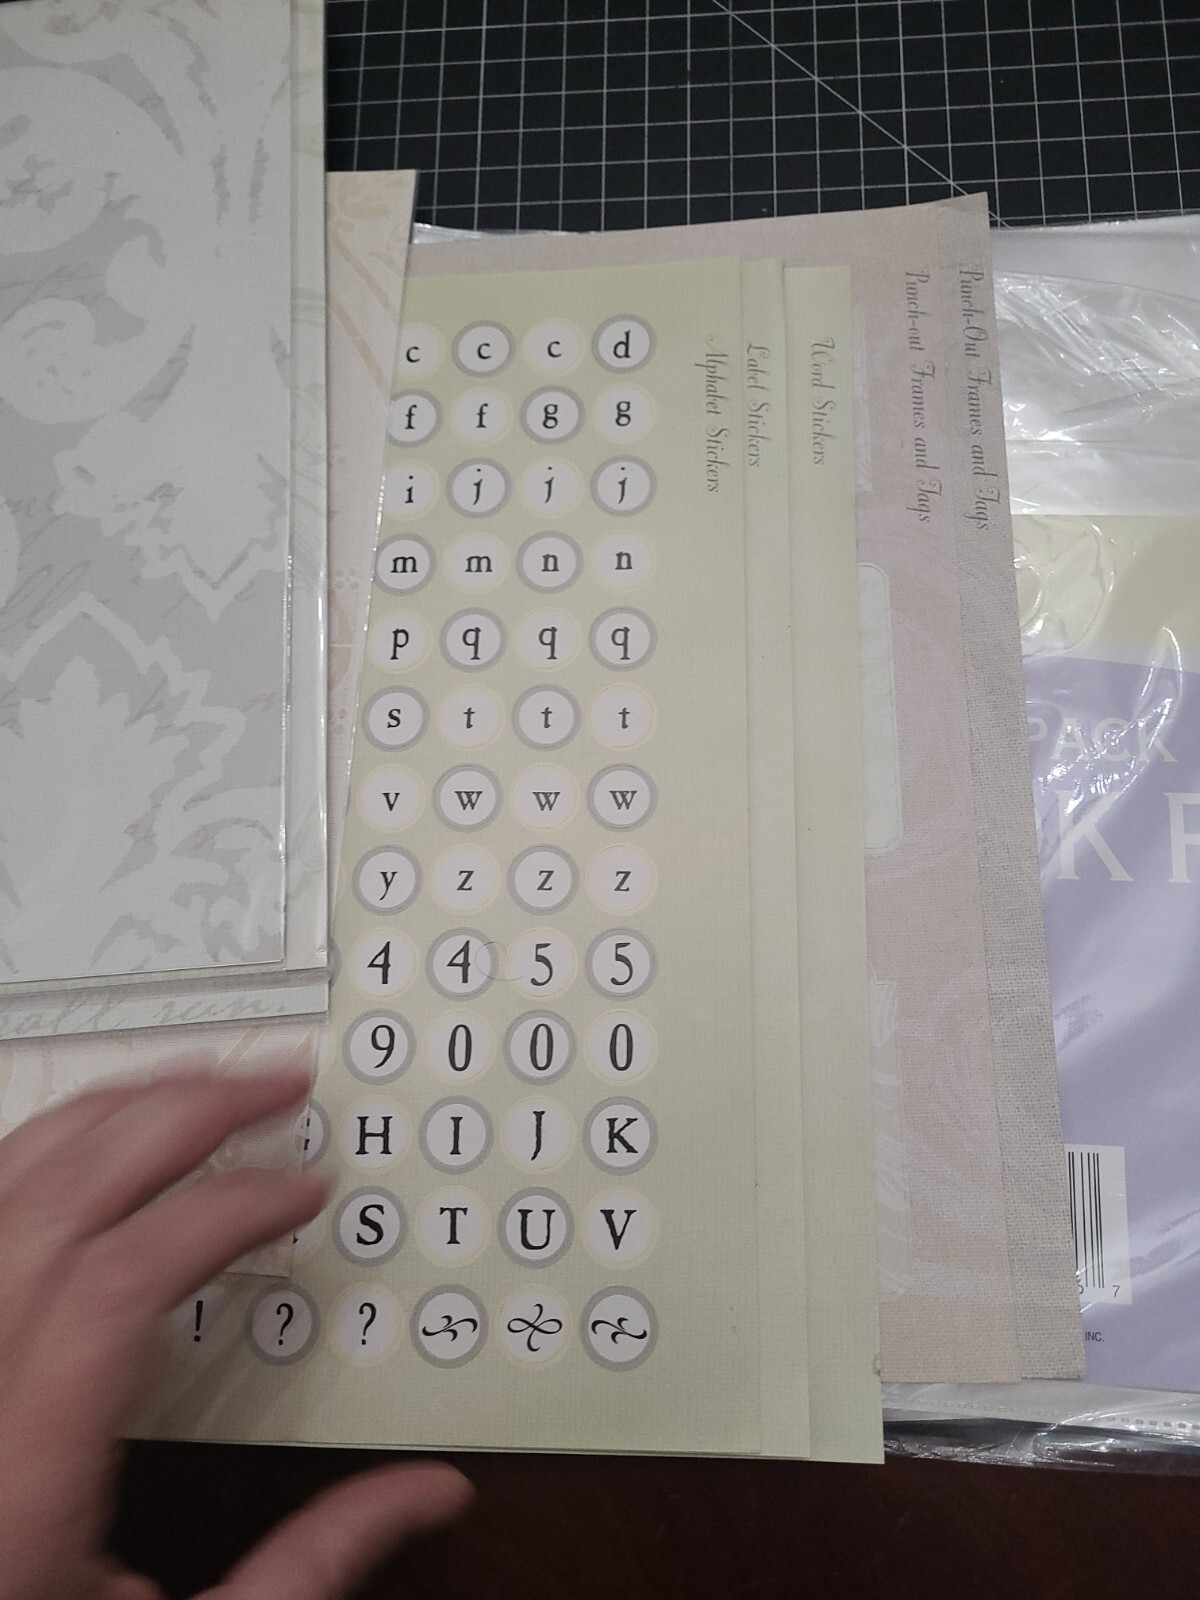 c c c d
f f g g
i j j j
m m n n
p q q q
s t t t
v w w w
y z z z
4 4 5 5
9 0 0 0
H I J K
S T U V
! ? ?
Alphabet Stickers
Label Stickers
Word Stickers
Punch-out Frames and Tags
Punch-Out Frames and Tags
PACK
K
7
INC.